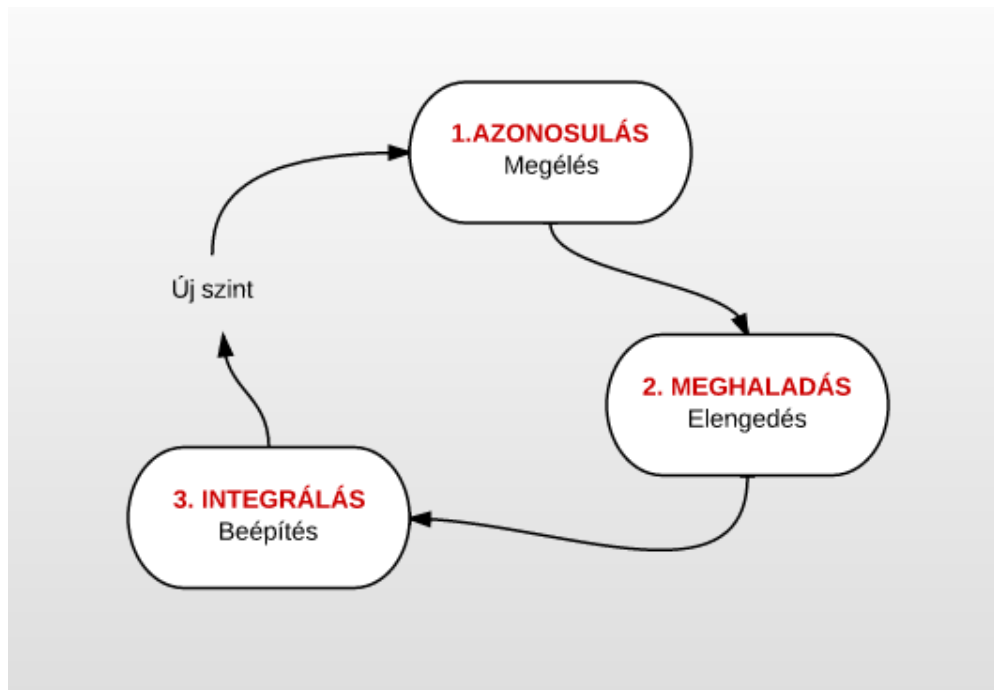 1.AZONOSULÁS
Megélés
2. MEGHALADÁS
Elengedés
3. INTEGRÁLÁS
Beépítés
Új szint